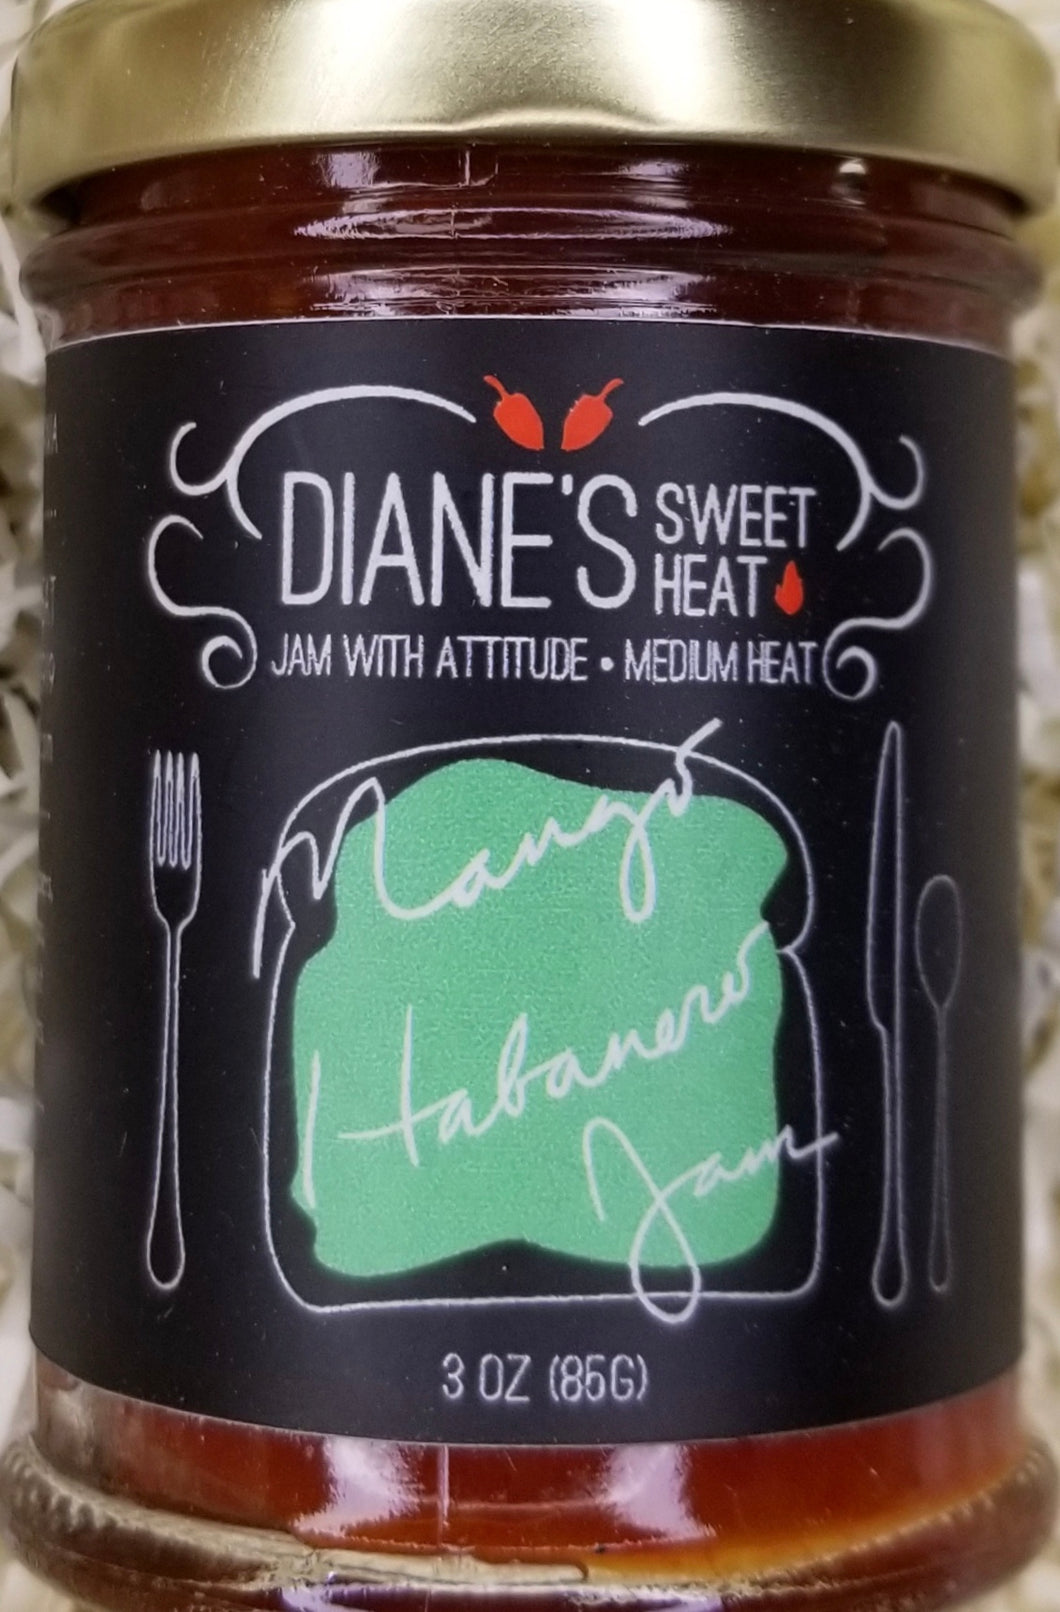 DIANE'S SWEET HEAT
JAM WITH ATTITUDE • MEDIUM HEAT
Mango
Habanero
Jam
3 OZ (85G)